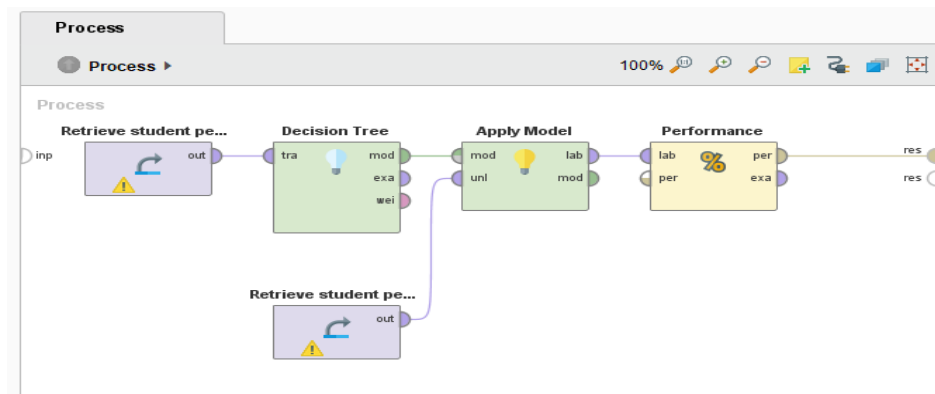 Process
Process
100%
Process
Retrieve student pe...
Decision Tree
Apply Model
Performance
inp
out
tra
mod
mod
lab
lab
per
res
exa
unl
mod
per
exa
res
wei
Retrieve student pe...
out